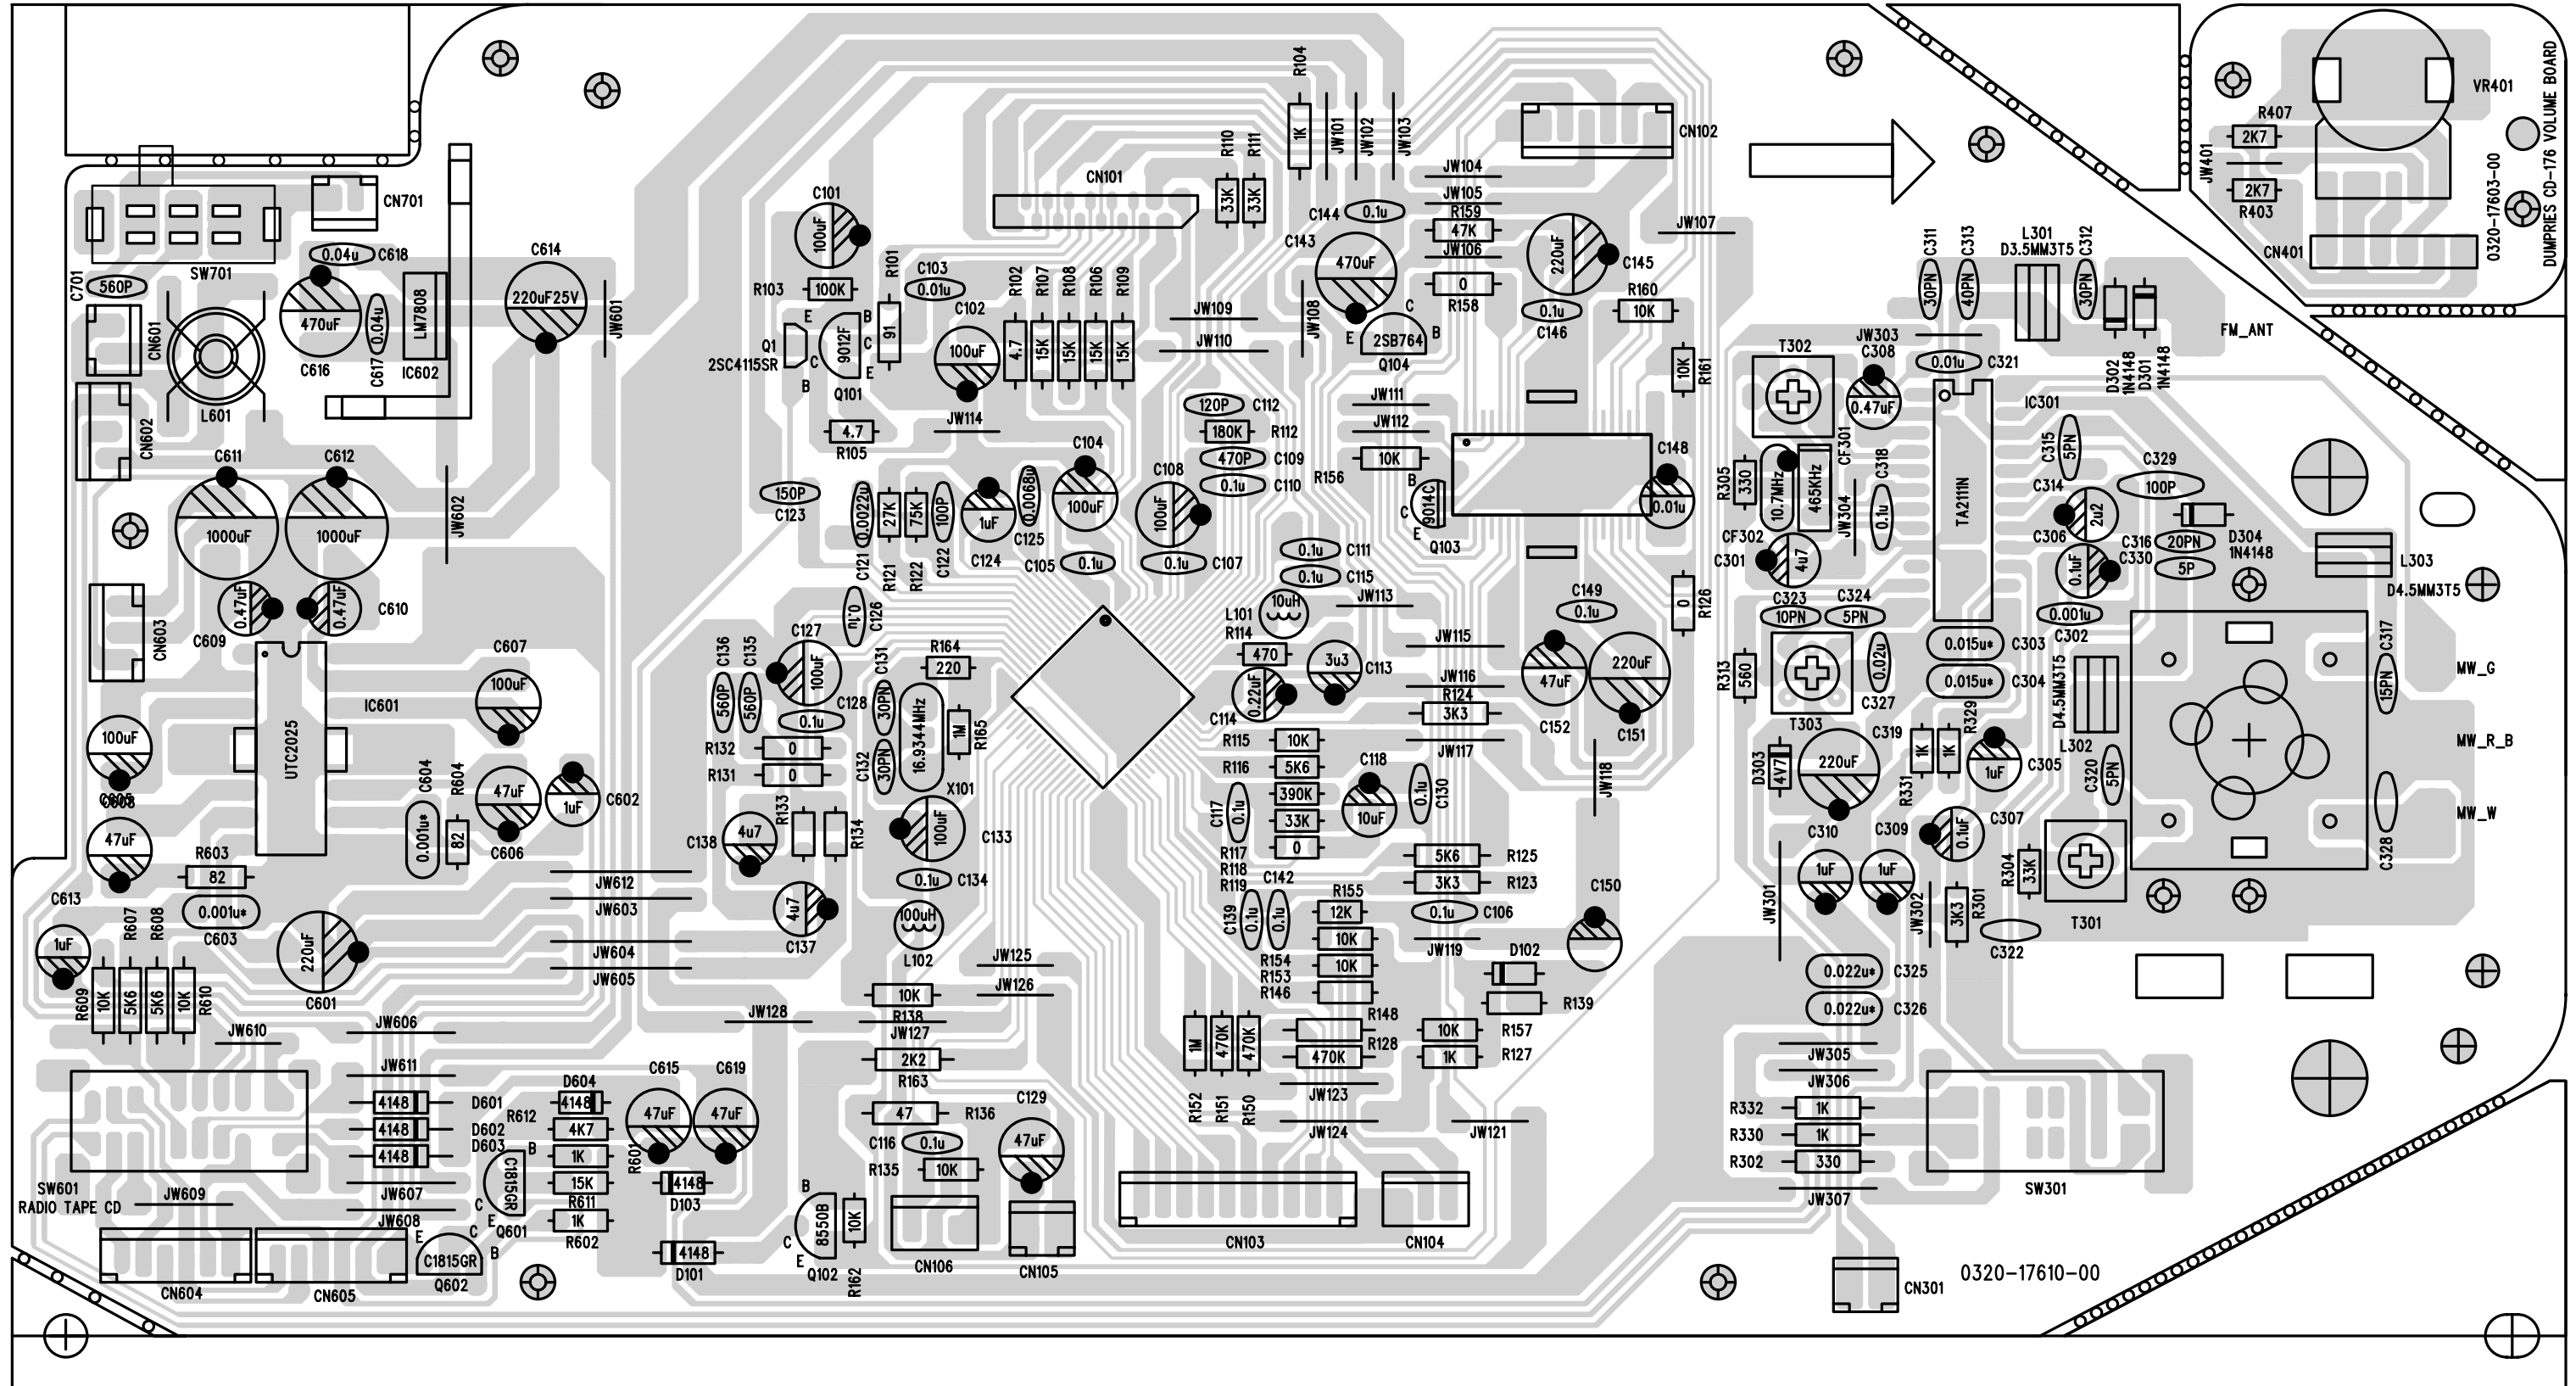 R104
1K
JW101
JW102
JW103
CN102
R110
R111
33K
33K
CN101
JW104
JW105
R159
47K
JW106
0
R158
C144
0.1u
C143
470uF
220uF
C145
0.1u
C146
JW107
R160
10K
10K
R161
VR401
R407
2K7
JW401
2K7
R403
CN401
0320-17603-00
DUMPRIES CD-176 VOLUME BOARD
CN701
SW701
C701
560P
0.04u
C618
470uF
C616
0.04u
C617
LM7808
IC602
C614
220uF25V
JW601
CN601
L601
CN602
C611
1000uF
C612
1000uF
JW602
0.47uF
C609
0.47uF
C610
CN603
C101
100uF
R103
100K
R101
91
C103
0.01u
C102
100uF
Q1
2SC4115SR
E
B
C
9012F
B
C
E
Q101
4.7
R105
JW114
R102
4.7
R107
15K
R108
15K
R106
15K
R109
15K
JW109
JW110
JW108
C
E
B
2SB764
Q104
120P
C112
180K
R112
470P
C109
0.1u
C110
JW111
JW112
10K
R156
B
C
E
9014C
Q103
C148
0.01u
C104
100uF
C108
100uF
150P
C123
0.0022u
C121
27K
R121
75K
R122
100P
C122
1uF
C124
0.0068u
C125
C105
0.1u
0.1u
C107
0.1u
C111
0.1u
C115
10uH
L101
JW113
C149
0.1u
0
R126
C311
30PN
C313
40PN
L301
D3.5MM3T5
C312
30PN
D302
1N4148
D301
1N4148
FM_ANT
T302
JW303
C308
0.47uF
0.01u
C321
IC301
TA2111N
R305
330
10.7MHz
CF302
465KHz
CF301
JW304
C318
0.1u
C301
4u7
C315
5PN
C314
2u2
C329
100P
C306
0.1uF
C316
20PN
C330
5P
D304
1N4148
L303
D4.5MM3T5
C323
10PN
C324
5PN
0.001u
C302
0.015u*
C303
0.015u*
C304
R313
560
T303
0.02u
C327
D4.5MM3T5
L302
C317
15PN
MW_G
MW_R_B
MW_W
C328
C607
100uF
IC601
UTC2025
100uF
C605
C608
47uF
C604
0.001u*
R604
82
47uF
C606
1uF
C602
R603
82
0.001u*
C603
C613
1uF
R607
R608
R609
10K
5K6
5K6
10K
R610
220uF
C601
JW612
JW603
JW604
JW605
JW610
JW606
JW611
C126
0.1u
C127
100uF
C136
C135
560P
560P
0.1u
C128
R132
0
R131
0
C131
30PN
R164
220
16.9344MHz
X101
1M
R165
C132
30PN
R133
R134
C138
4u7
4u7
C137
100uF
C133
0.1u
C134
100uH
L102
JW125
JW126
10K
R138
JW128
JW127
2K2
R163
R114
470
3u3
C113
0.22uF
C114
JW115
JW116
R124
3K3
JW117
47uF
C152
220uF
C151
JW118
R115
10K
R116
5K6
390K
33K
0
R117
R118
R119
C117
0.1u
C118
10uF
0.1u
C130
5K6
R125
3K3
R123
C142
C139
0.1u
0.1u
R155
12K
10K
R154
10K
R153
R146
0.1u
C106
JW119
D102
R139
C150
R148
470K
R128
10K
R157
1K
R127
1M
470K
470K
R152
R151
R150
JW123
JW124
JW121
D303
4V7
220uF
C319
C310
1uF
C309
1uF
1K
R331
1K
R329
1uF
C305
0.1uF
C307
C320
5PN
R304
33K
T301
JW301
JW302
3K3
R301
C322
0.022u*
C325
0.022u*
C326
JW305
JW306
R332
1K
R330
1K
R302
330
JW307
SW301
CN301
0320-17610-00
4148
D601
4148
D602
4148
D603
JW607
JW608
SW601
RADIO TAPE CD
JW609
CN604
CN605
D604
4148
R612
4K7
1K
R601
15K
R611
1K
R602
B
C1815GR
C
E
Q601
E
C
B
C1815GR
Q602
C615
47uF
C619
47uF
4148
D103
4148
D101
47
R136
C116
0.1u
R135
10K
C129
47uF
B
C
E
8550B
Q102
10K
R162
CN106
CN105
CN103
CN104